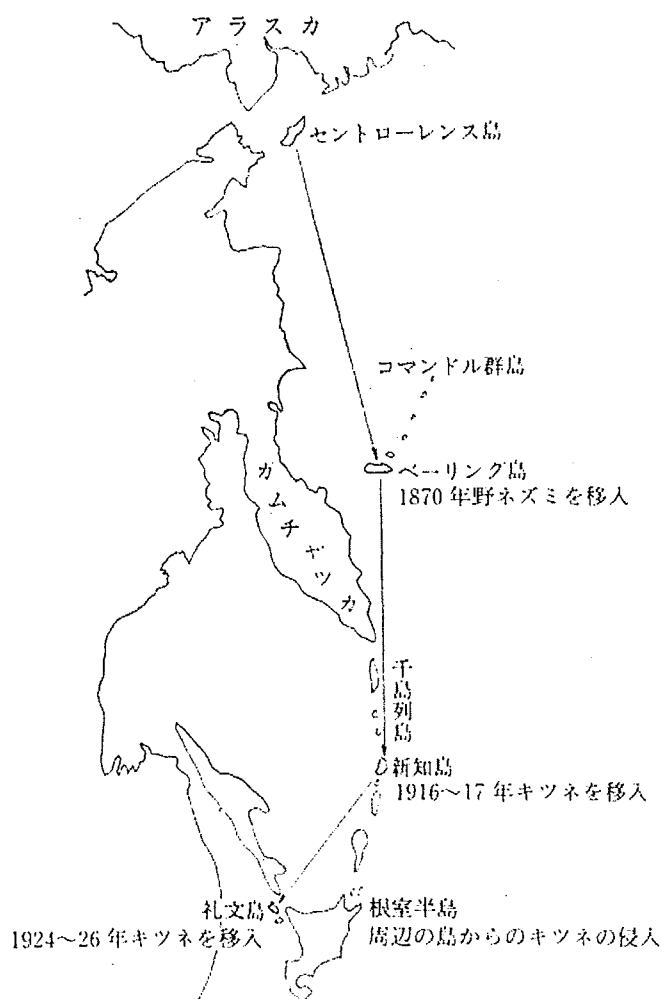 アラスカ
セントローレンス島
コマンドル群島
ベーリング島
1870年野ネズミを移入
カムチャツカ
千島列島
新知島
1916〜17年キツネを移入
礼文島
1924〜26年キツネを移入
根室半島
周辺の島からのキツネの侵入